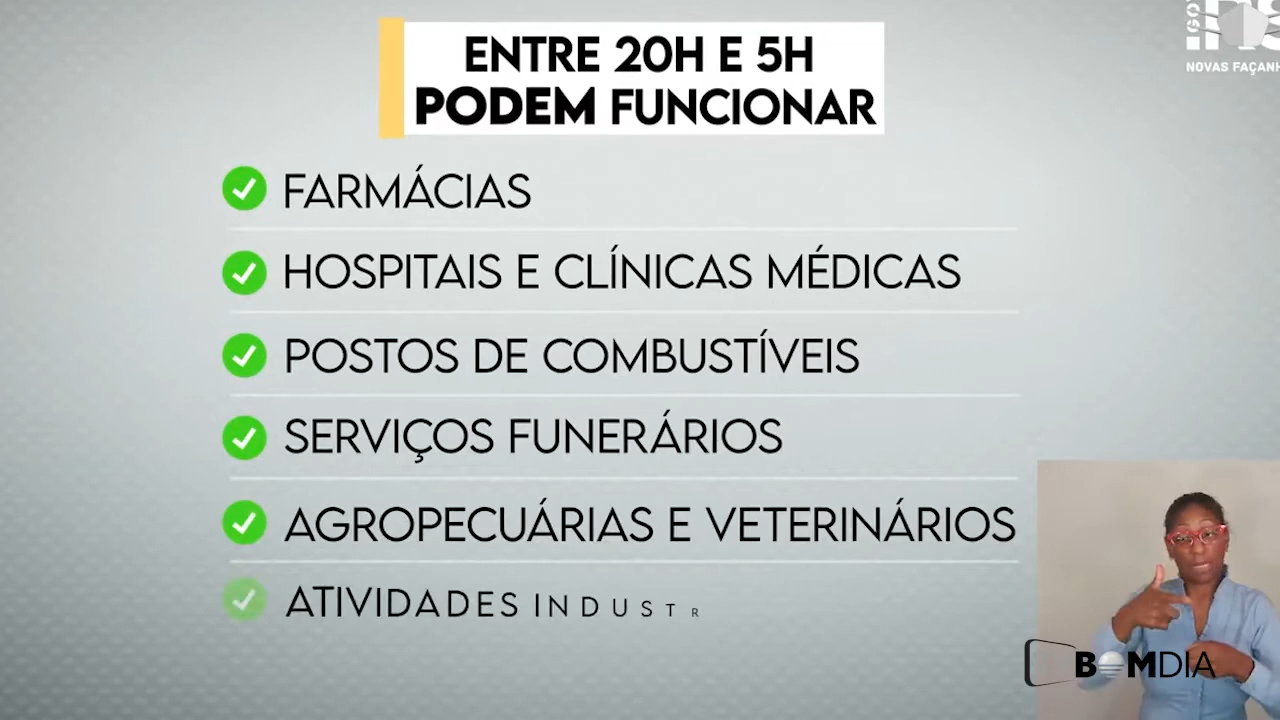 ENTRE 20H E 5H
PODEM FUNCIONAR
NOVAS FAÇANH
FARMÁCIAS
HOSPITAIS E CLÍNICAS MÉDICAS
POSTOS DE COMBUSTÍVEIS
SERVIÇOS FUNERÁRIOS
AGROPECUÁRIAS E VETERINÁRIOS
ATIVIDADES INDUSTR
BOMDIA